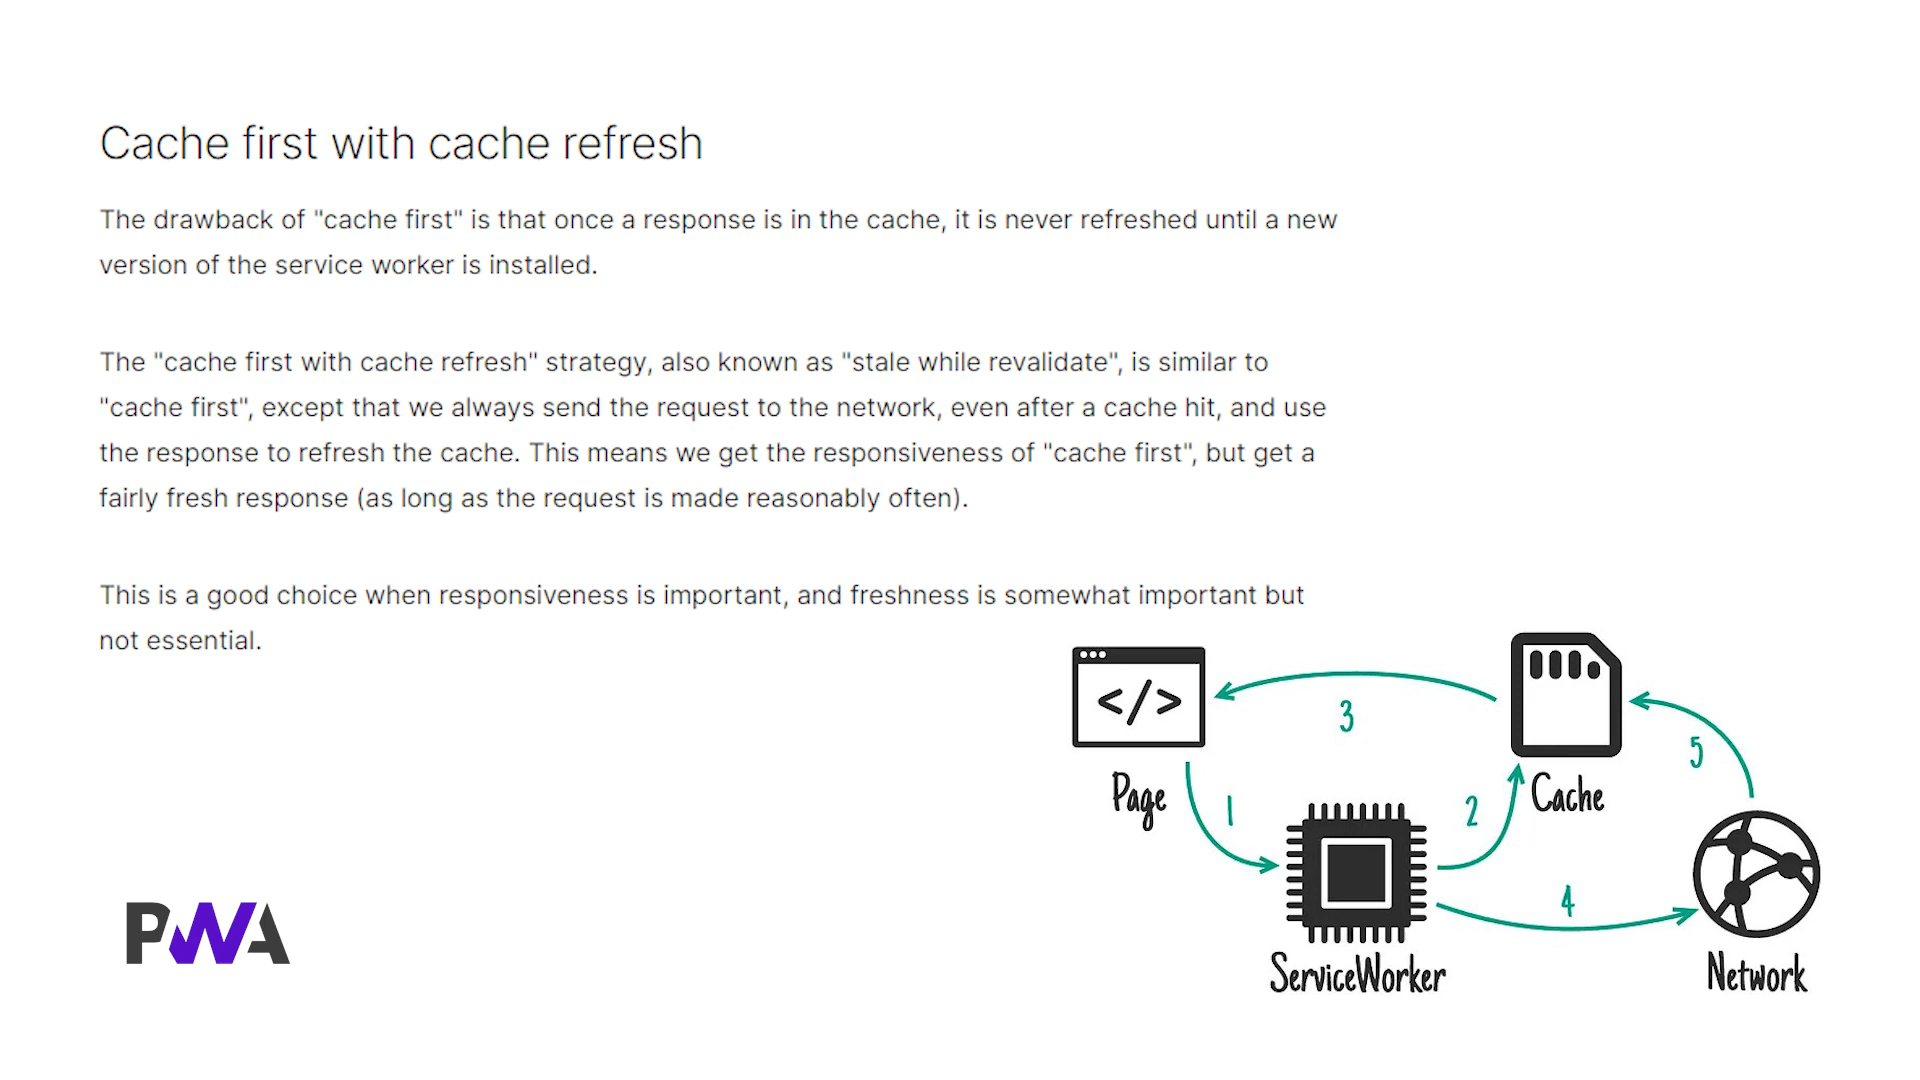 Cache first with cache refresh
The drawback of "cache first" is that once a response is in the cache, it is never refreshed until a new
version of the service worker is installed.
The "cache first with cache refresh" strategy, also known as "stale while revalidate", is similar to
"cache first", except that we always send the request to the network, even after a cache hit, and use
the response to refresh the cache. This means we get the responsiveness of "cache first", but get a
fairly fresh response (as long as the request is made reasonably often).
This is a good choice when responsiveness is important, and freshness is somewhat important but
not essential.
</>
3
5
Page
1
2
Cache
4
ServiceWorker
Network
PWA